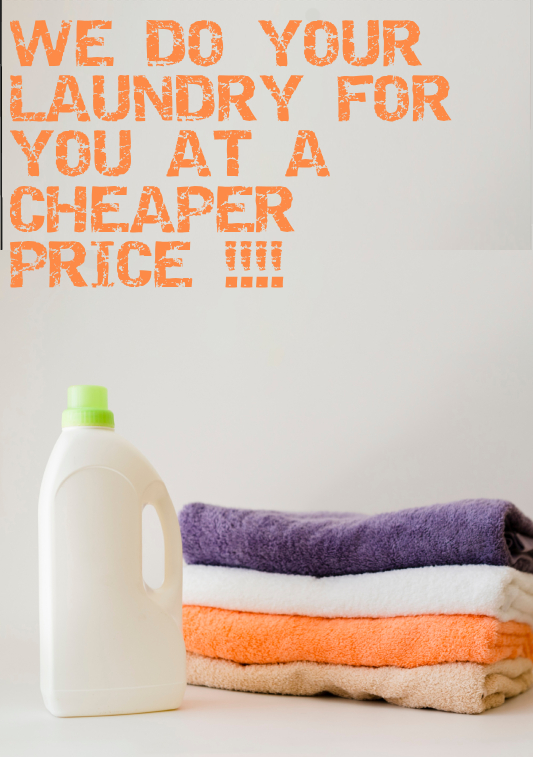 WE DO YOUR
LAUNDRY FOR
YOU AT A
CHEAPER
PRICE !!!!